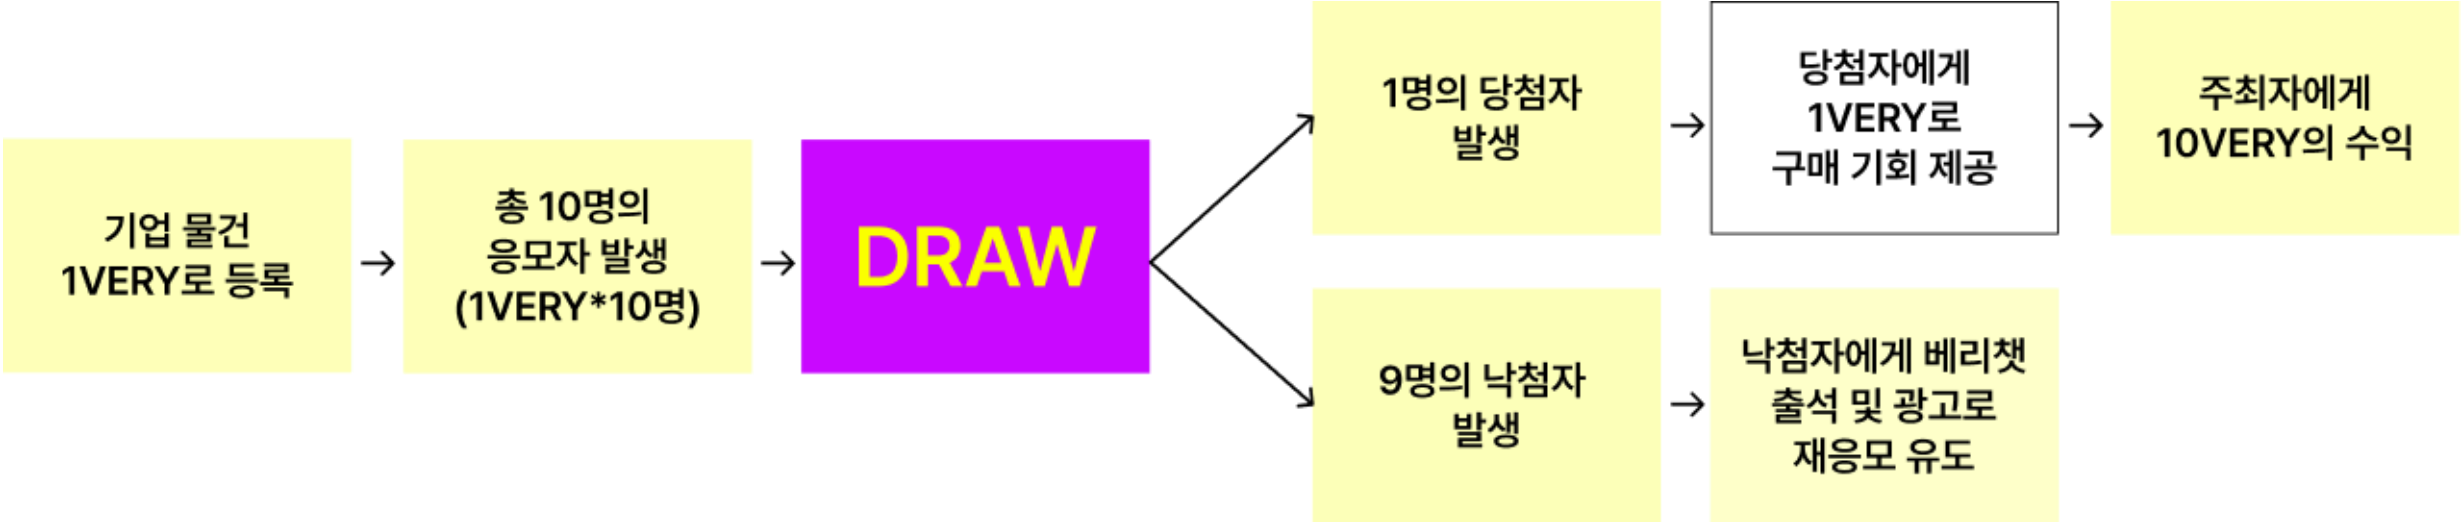 기업 물건
1VERY로 등록
총 10명의
응모자 발생
(1VERY*10명)
DRAW
1명의 당첨자
발생
당첨자에게
1VERY로
구매 기회 제공
주최자에게
10VERY의 수익
9명의 낙첨자
발생
낙첨자에게 베리챗
출석 및 광고로
재응모 유도